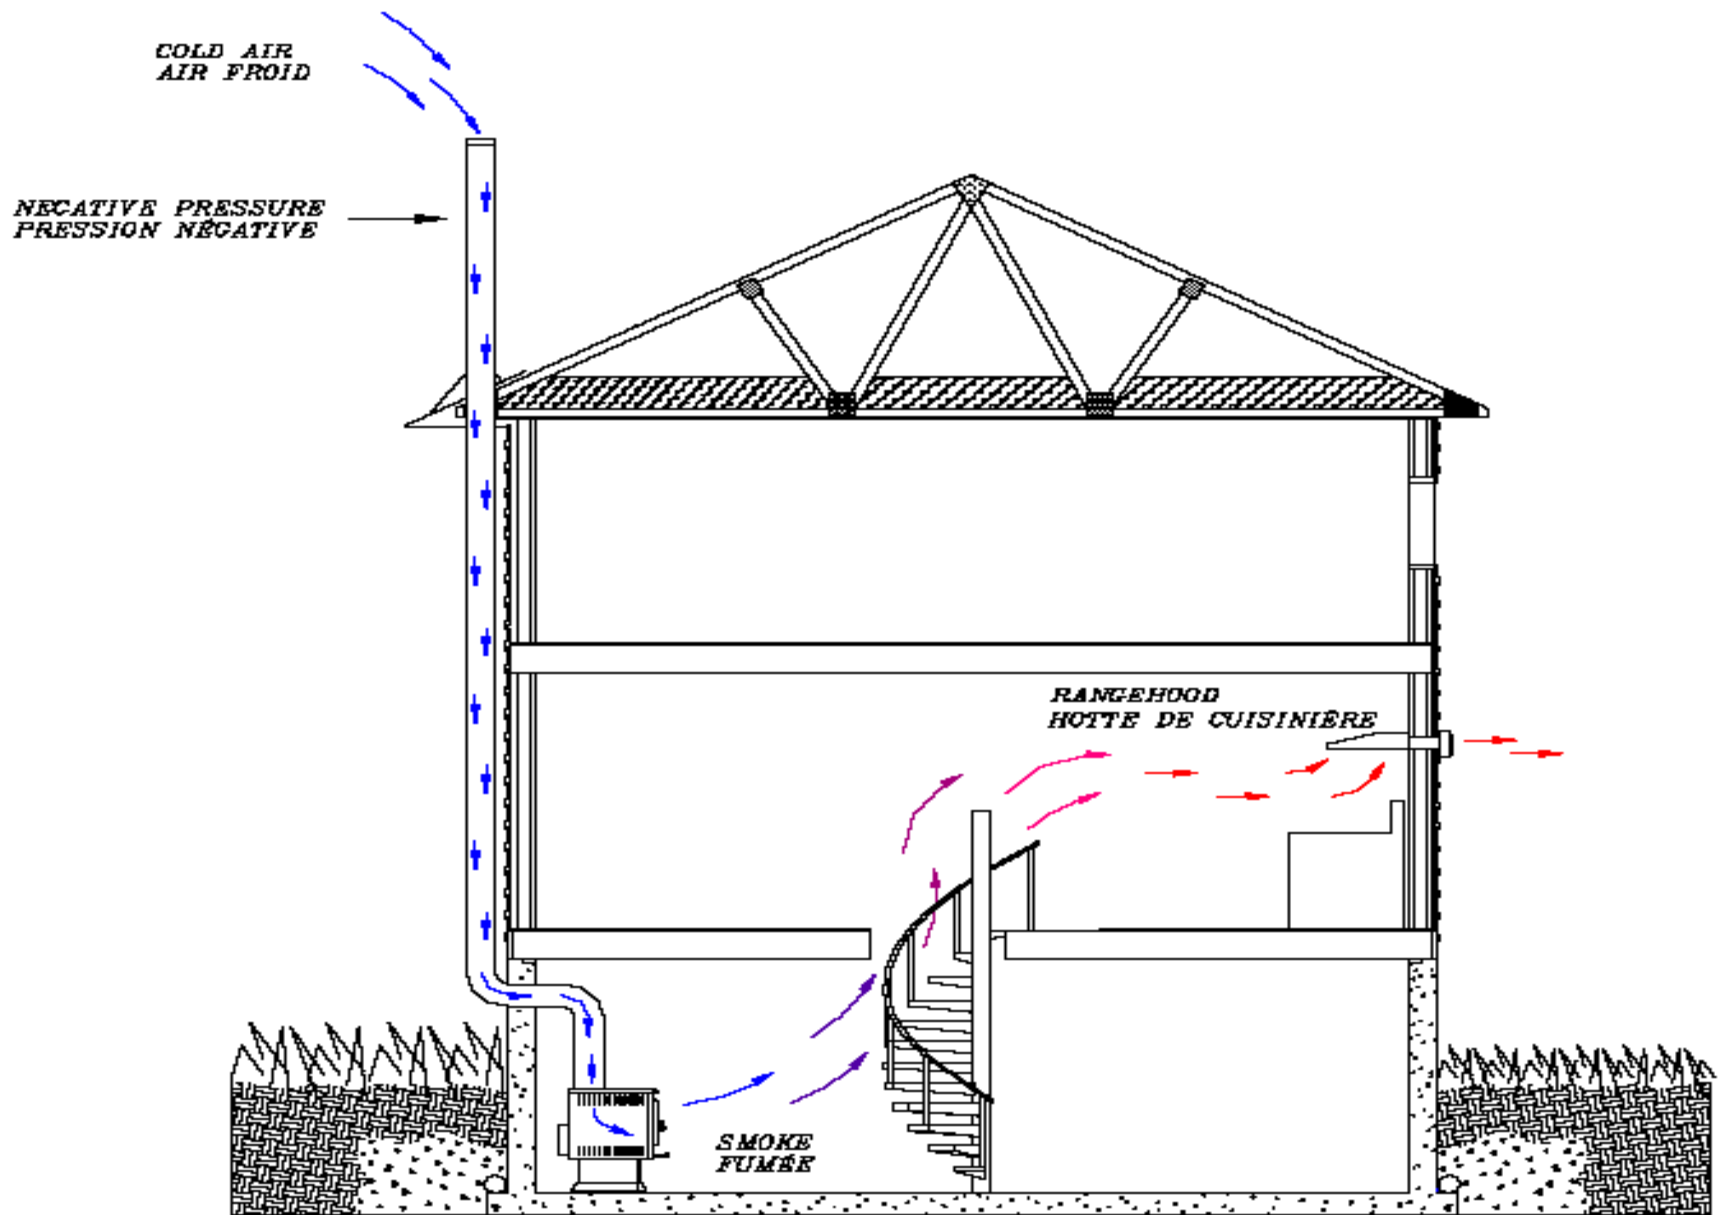 COLD AIR
AIR FROID
NEGATIVE PRESSURE
PRESSION NÉGATIVE
RANGEHOOD
HOTTE DE CUISINIÈRE
SMOKE
FUMÉE